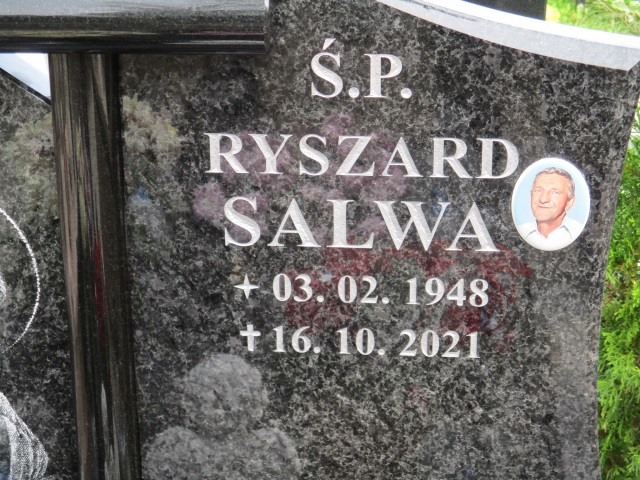 Ś.P.
RYSZARD
SALWA
03. 02. 1948
✝16. 10. 2021